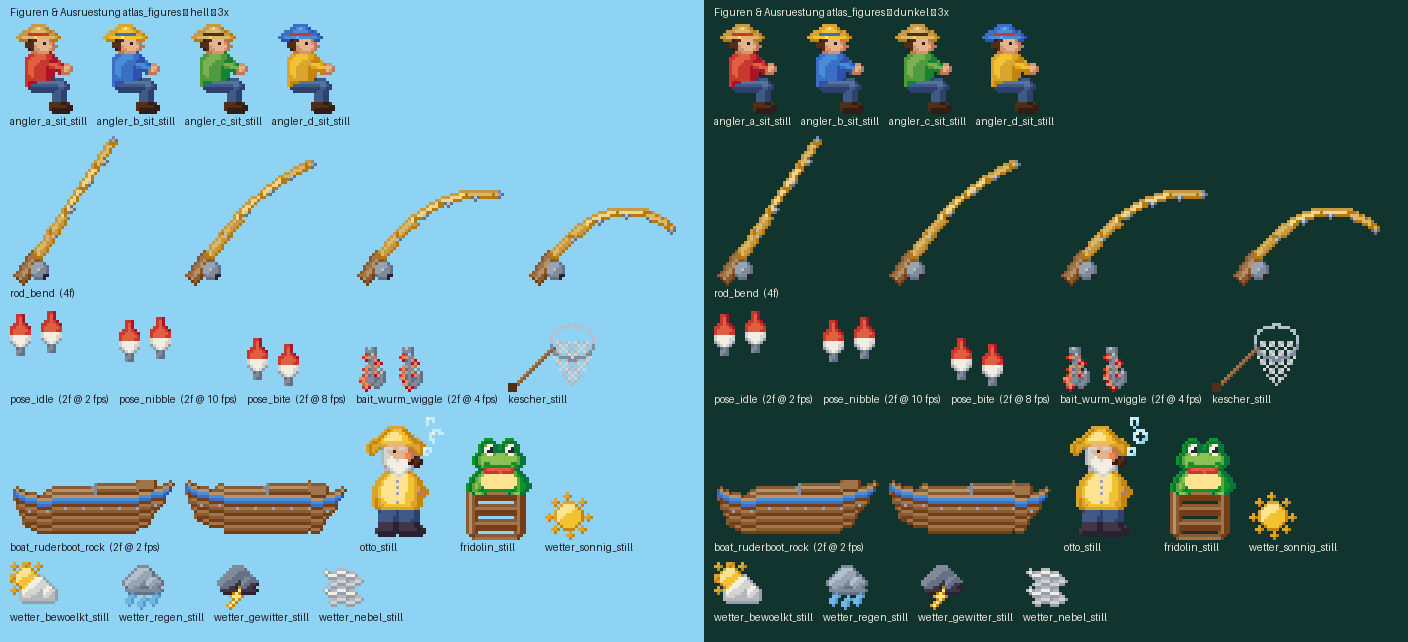 Figuren & Ausruestung atlas_figures▯hell▯3x
angler_a_sit_still angler_b_sit_still angler_c_sit_still angler_d_sit_still
rod_bend (4f)
pose_idle (2f @ 2 fps) pose_nibble (2f @ 10 fps) pose_bite (2f @ 8 fps) bait_wurm_wiggle (2f @ 4 fps) kescher_still
boat_ruderboot_rock (2f @ 2 fps) otto_still fridolin_still wetter_sonnig_still
wetter_bewoelkt_still wetter_regen_still wetter_gewitter_still wetter_nebel_still
Figuren & Ausruestung atlas_figures▯dunkel▯3x
angler_a_sit_still angler_b_sit_still angler_c_sit_still angler_d_sit_still
rod_bend (4f)
pose_idle (2f @ 2 fps) pose_nibble (2f @ 10 fps) pose_bite (2f @ 8 fps) bait_wurm_wiggle (2f @ 4 fps) kescher_still
boat_ruderboot_rock (2f @ 2 fps) otto_still fridolin_still wetter_sonnig_still
wetter_bewoelkt_still wetter_regen_still wetter_gewitter_still wetter_nebel_still